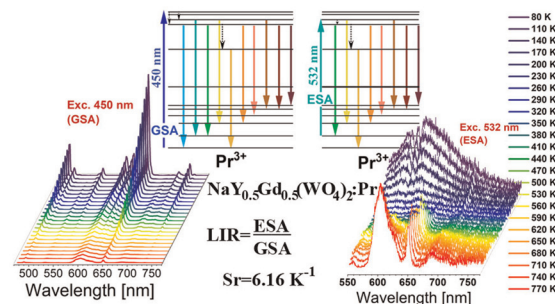 450 nm
GSA
532 nm
ESA
Exc. 450 nm
(GSA)
Exc. 532 nm
(ESA)
Pr3+
Pr3+
NaY0.5Gd0.5(WO4)2:Pr
LIR=ESA
GSA
Sr=6.16 K-1
500 550 600 650 700 750
Wavelength [nm]
550 600 650 700 750
Wavelength [nm]
80 K
110 K
140 K
170 K
200 K
230 K
260 K
290 K
320 K
350 K
380 K
410 K
440 K
470 K
500 K
530 K
560 K
590 K
620 K
650 K
680 K
710 K
740 K
770 K